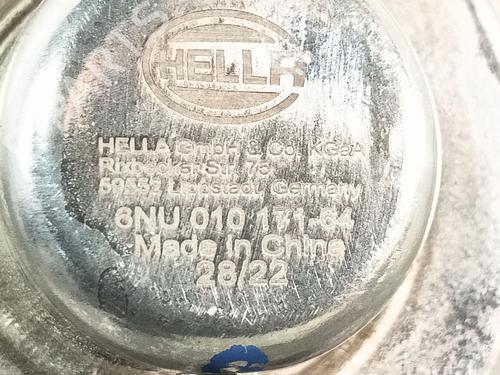 HELLA
HELLA GmbH & Co. KGaA
Rixbecker Str. 75
59552 Lippstadt, Germany
6NU 010 171-64
Made In China
28/22